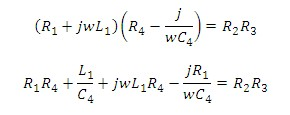 (R₁ + jwL₁)(R₄ − j/wC₄) = R₂R₃
R₁R₄ + L₁/C₄ + jwL₁R₄ − jR₁/wC₄ = R₂R₃